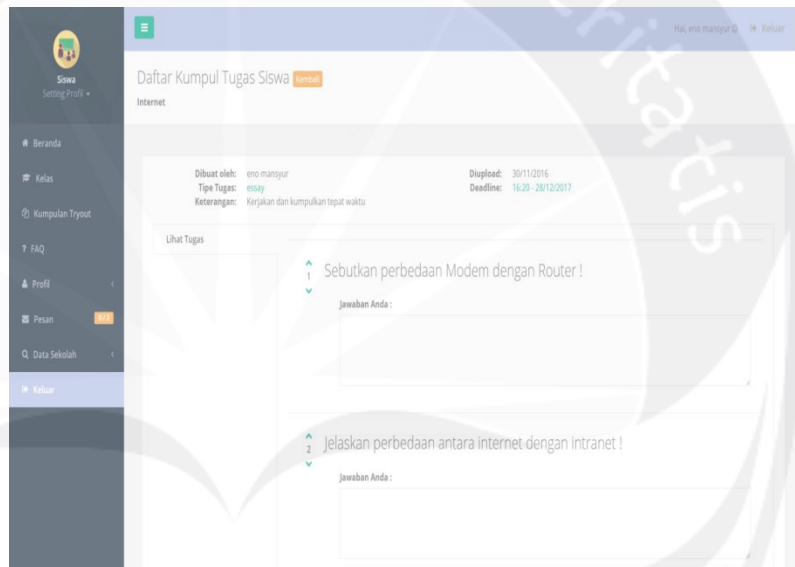 Hai, eno mansyur
Keluar
Siswa
Setting Profil
Daftar Kumpul Tugas Siswa Kembali
Internet
Beranda
Kelas
Kumpulan Tryout
? FAQ
Profil
Pesan 0/2
Data Sekolah
Keluar
Dibuat oleh: eno mansyur
Tipe Tugas: essay
Keterangan: Kerjakan dan kumpulkan tepat waktu
Diupload: 30/11/2016
Deadline: 16:20 - 28/12/2017
Lihat Tugas
1
Sebutkan perbedaan Modem dengan Router !
Jawaban Anda :
2
Jelaskan perbedaan antara internet dengan intranet !
Jawaban Anda :
eritatis